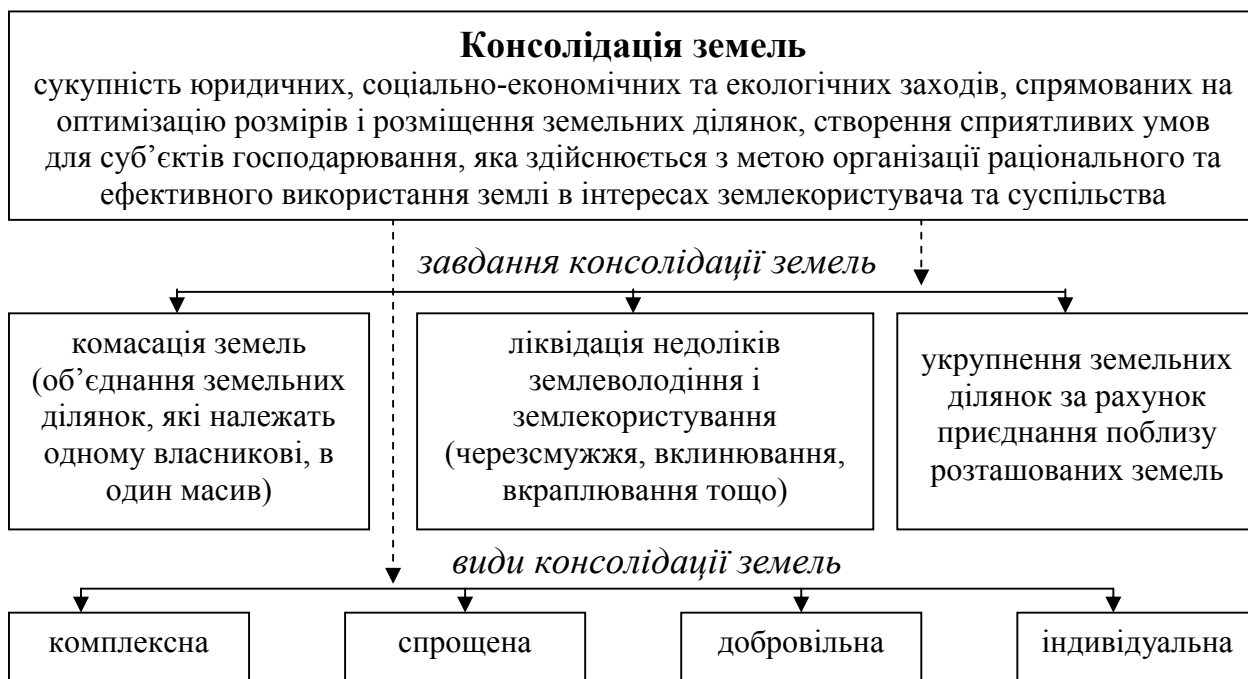 Консолідація земель
сукупність юридичних, соціально-економічних та екологічних заходів, спрямованих на
оптимізацію розмірів і розміщення земельних ділянок, створення сприятливих умов
для суб’єктів господарювання, яка здійснюється з метою організації раціонального та
ефективного використання землі в інтересах землекористувача та суспільства
завдання консолідації земель
комасація земель
(об’єднання земельних
ділянок, які належать
одному власникові, в
один масив)
ліквідація недоліків
землеволодіння і
землекористування
(черезсмужжя, вклинювання,
вкраплювання тощо)
укрупнення земельних
ділянок за рахунок
приєднання поблизу
розташованих земель
види консолідації земель
комплексна
спрощена
добровільна
індивідуальна